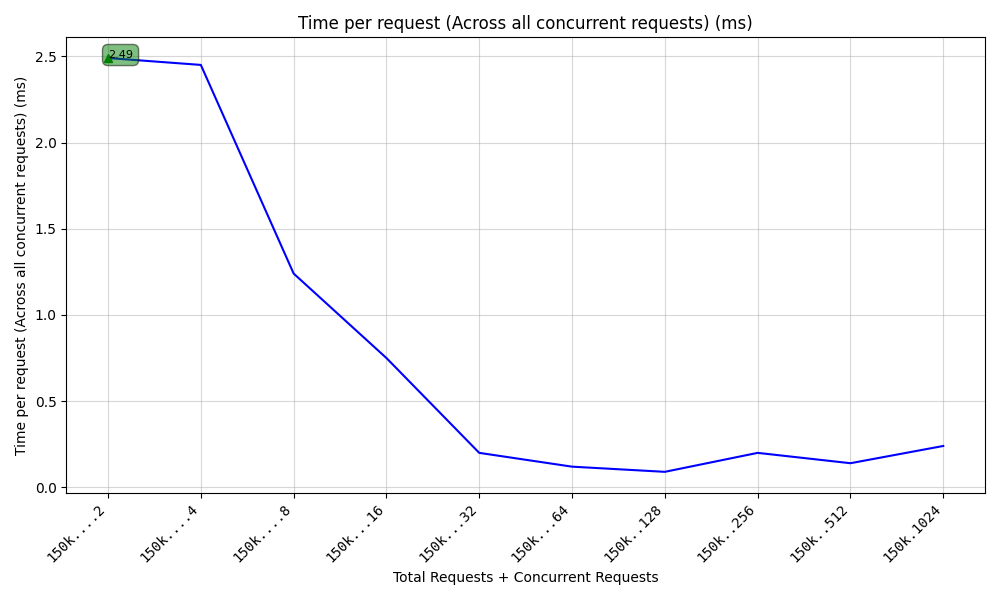 Time per request (Across all concurrent requests) (ms)
Time per request (Across all concurrent requests) (ms)
2.5
2.0
1.5
1.0
0.5
0.0
2.49
150k....2
150k....4
150k....8
150k...16
150k...32
150k...64
150k..128
150k..256
150k..512
150k.1024
Total Requests + Concurrent Requests